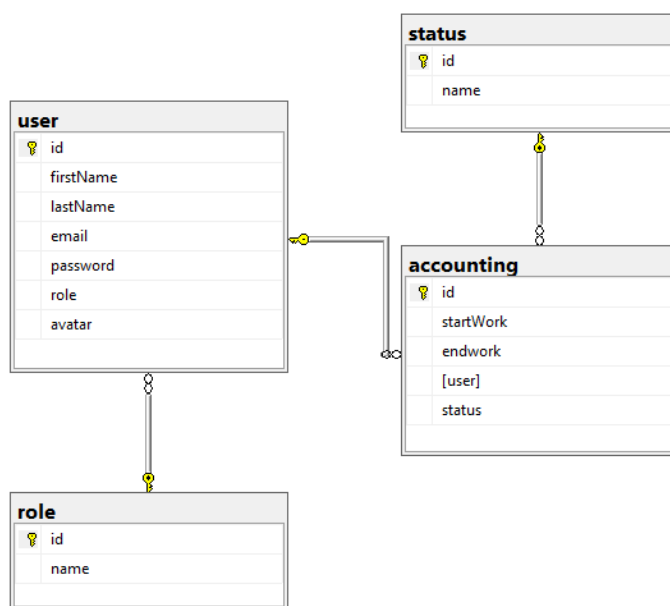 status
id
name
user
id
firstName
lastName
email
password
role
avatar
accounting
id
startWork
endwork
[user]
status
role
id
name